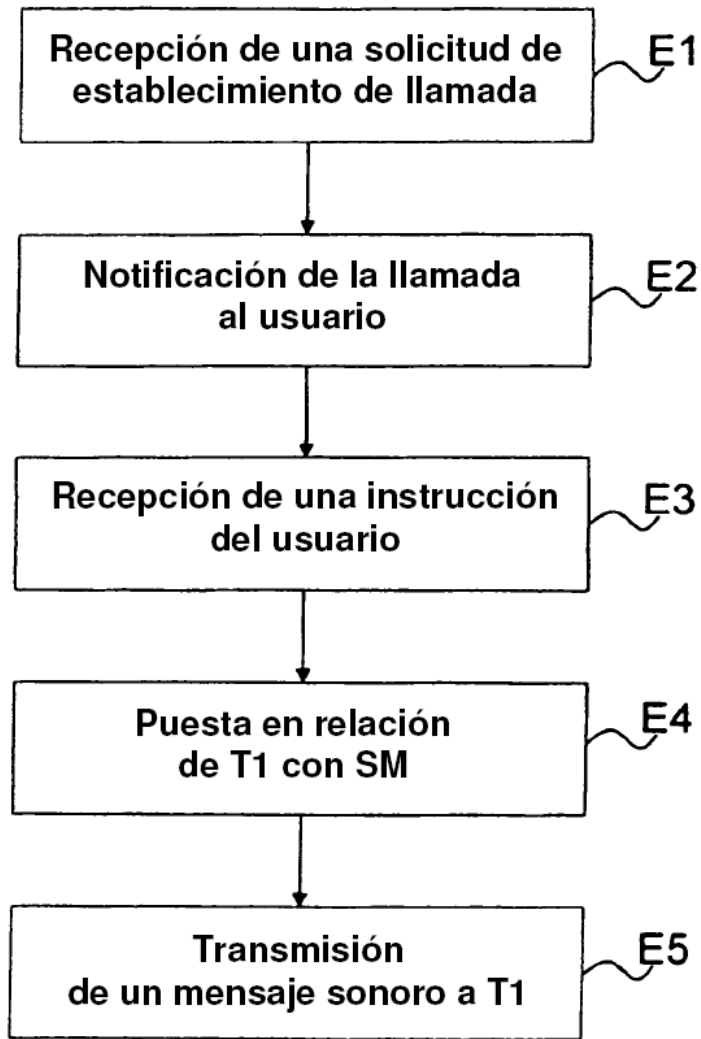 Recepción de una solicitud de
establecimiento de llamada
E1
Notificación de la llamada
al usuario
E2
Recepción de una instrucción
del usuario
E3
Puesta en relación
de T1 con SM
E4
Transmisión
de un mensaje sonoro a T1
E5